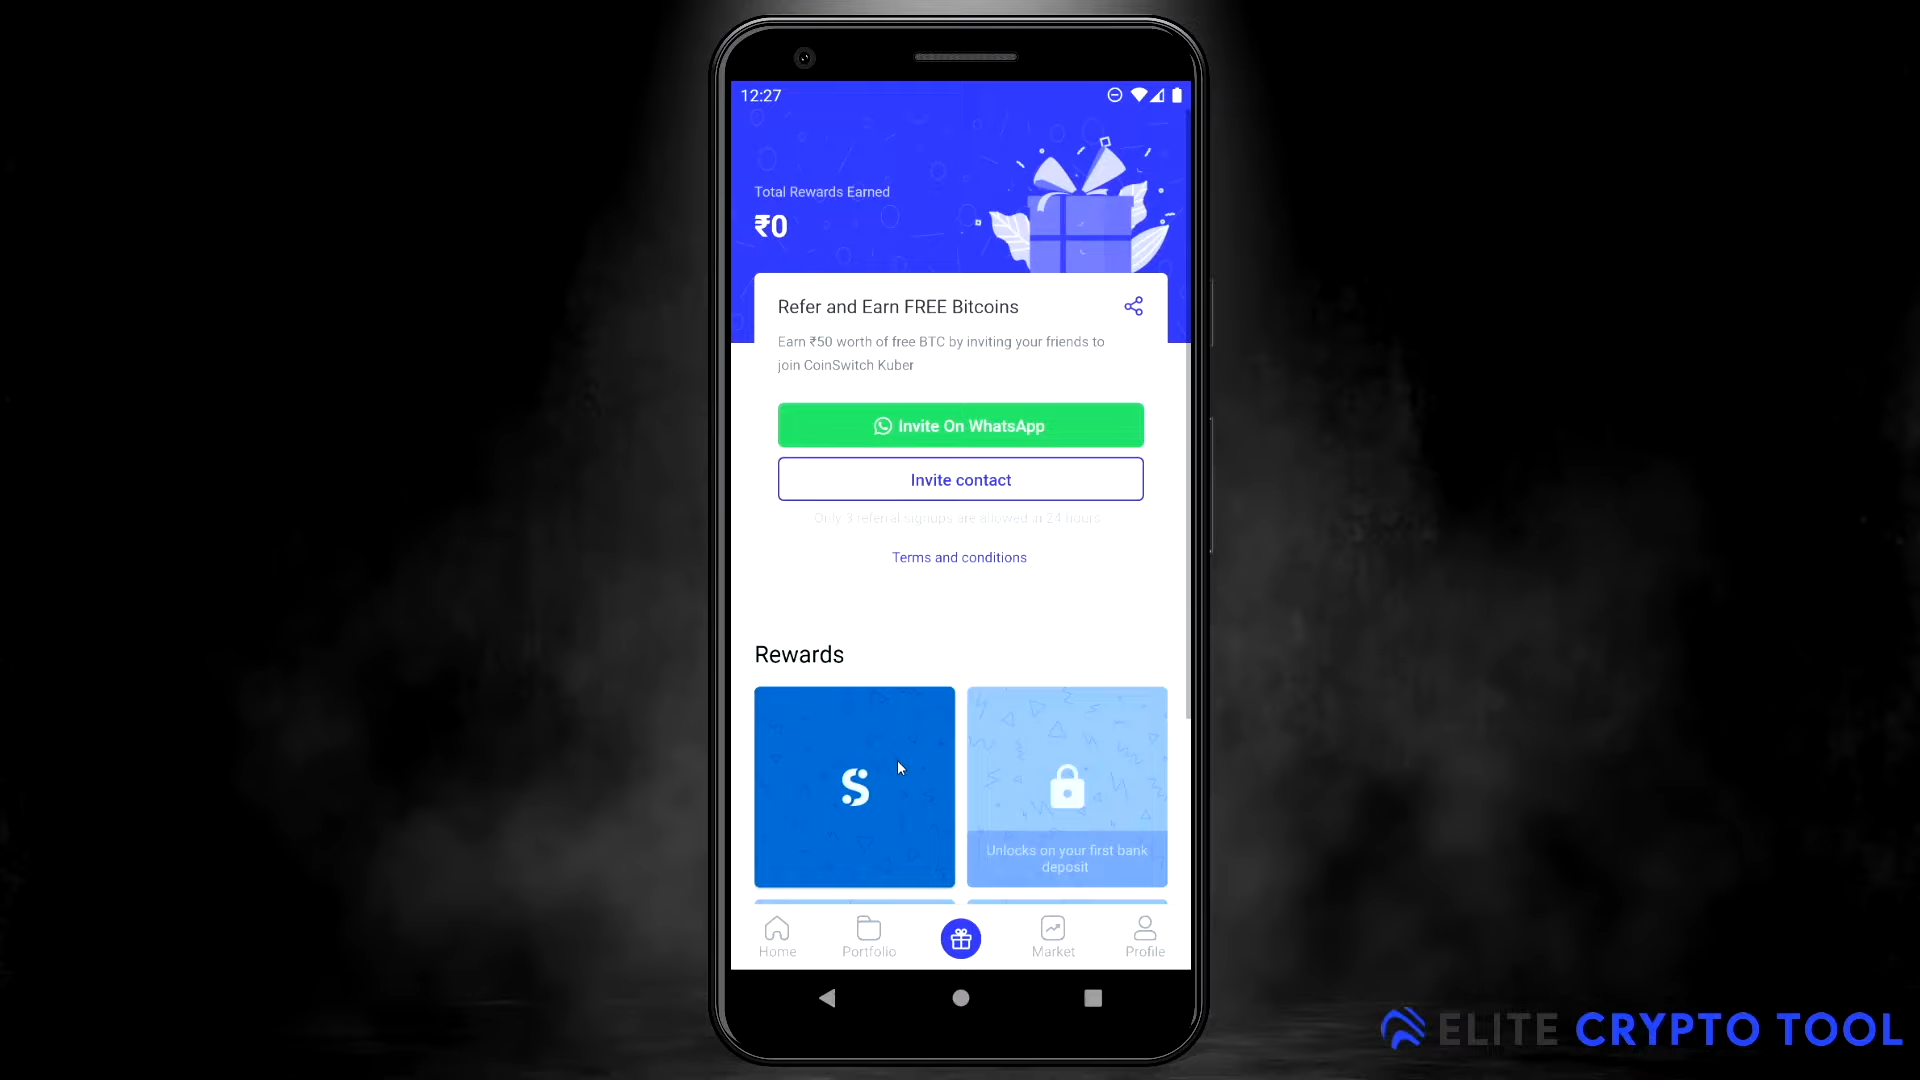 12:27
Total Rewards Earned
₹0
Refer and Earn FREE Bitcoins
Earn ₹50 worth of free BTC by inviting your friends to
join CoinSwitch Kuber
Invite On WhatsApp
Invite contact
Only 3 referral signups are allowed in 24 hours
Terms and conditions
Rewards
Unlocks on your first bank
deposit
Home
Portfolio
Market
Profile
ELITE CRYPTO TOOL